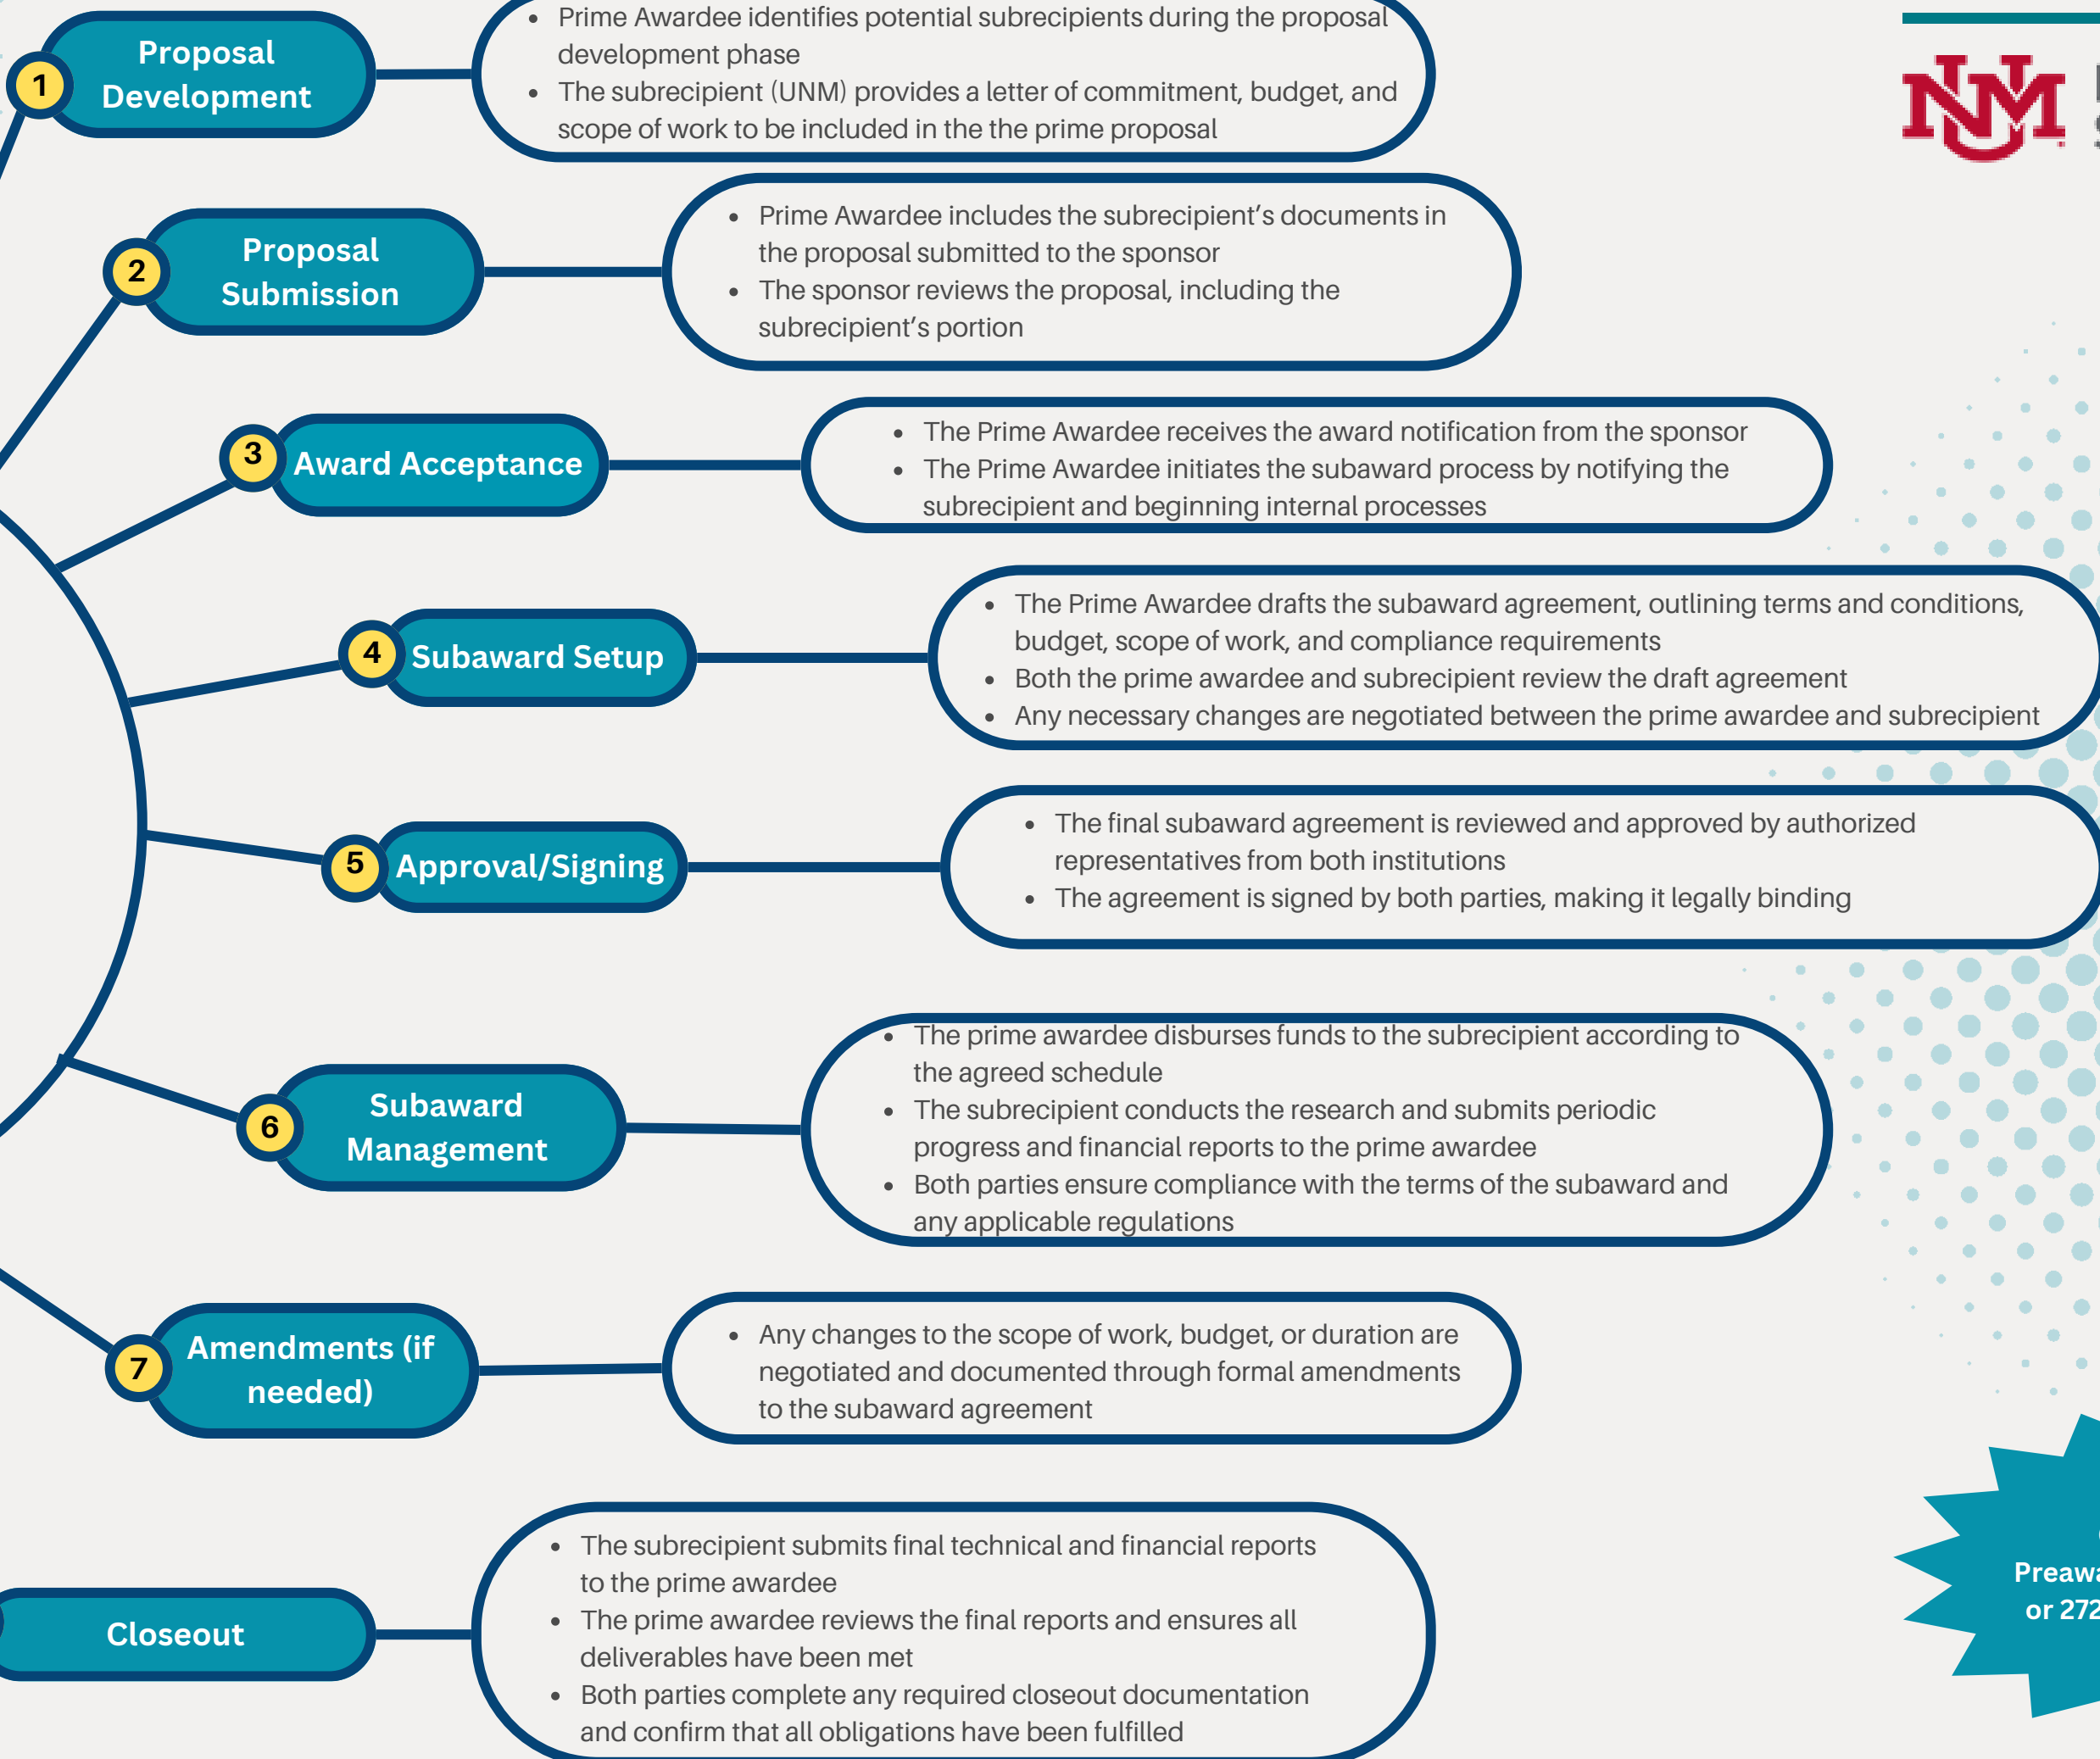 1
Proposal
Development
• Prime Awardee identifies potential subrecipients during the proposal
development phase
• The subrecipient (UNM) provides a letter of commitment, budget, and
scope of work to be included in the the prime proposal
UNM
2
Proposal
Submission
• Prime Awardee includes the subrecipient's documents in
the proposal submitted to the sponsor
• The sponsor reviews the proposal, including the
subrecipient's portion
3
Award Acceptance
• The Prime Awardee receives the award notification from the sponsor
• The Prime Awardee initiates the subaward process by notifying the
subrecipient and beginning internal processes
4
Subaward Setup
• The Prime Awardee drafts the subaward agreement, outlining terms and conditions,
budget, scope of work, and compliance requirements
• Both the prime awardee and subrecipient review the draft agreement
• Any necessary changes are negotiated between the prime awardee and subrecipient
5
Approval/Signing
• The final subaward agreement is reviewed and approved by authorized
representatives from both institutions
• The agreement is signed by both parties, making it legally binding
6
Subaward
Management
• The prime awardee disburses funds to the subrecipient according to
the agreed schedule
• The subrecipient conducts the research and submits periodic
progress and financial reports to the prime awardee
• Both parties ensure compliance with the terms of the subaward and
any applicable regulations
7
Amendments (if
needed)
• Any changes to the scope of work, budget, or duration are
negotiated and documented through formal amendments
to the subaward agreement
Closeout
• The subrecipient submits final technical and financial reports
to the prime awardee
• The prime awardee reviews the final reports and ensures all
deliverables have been met
• Both parties complete any required closeout documentation
and confirm that all obligations have been fulfilled
or 272